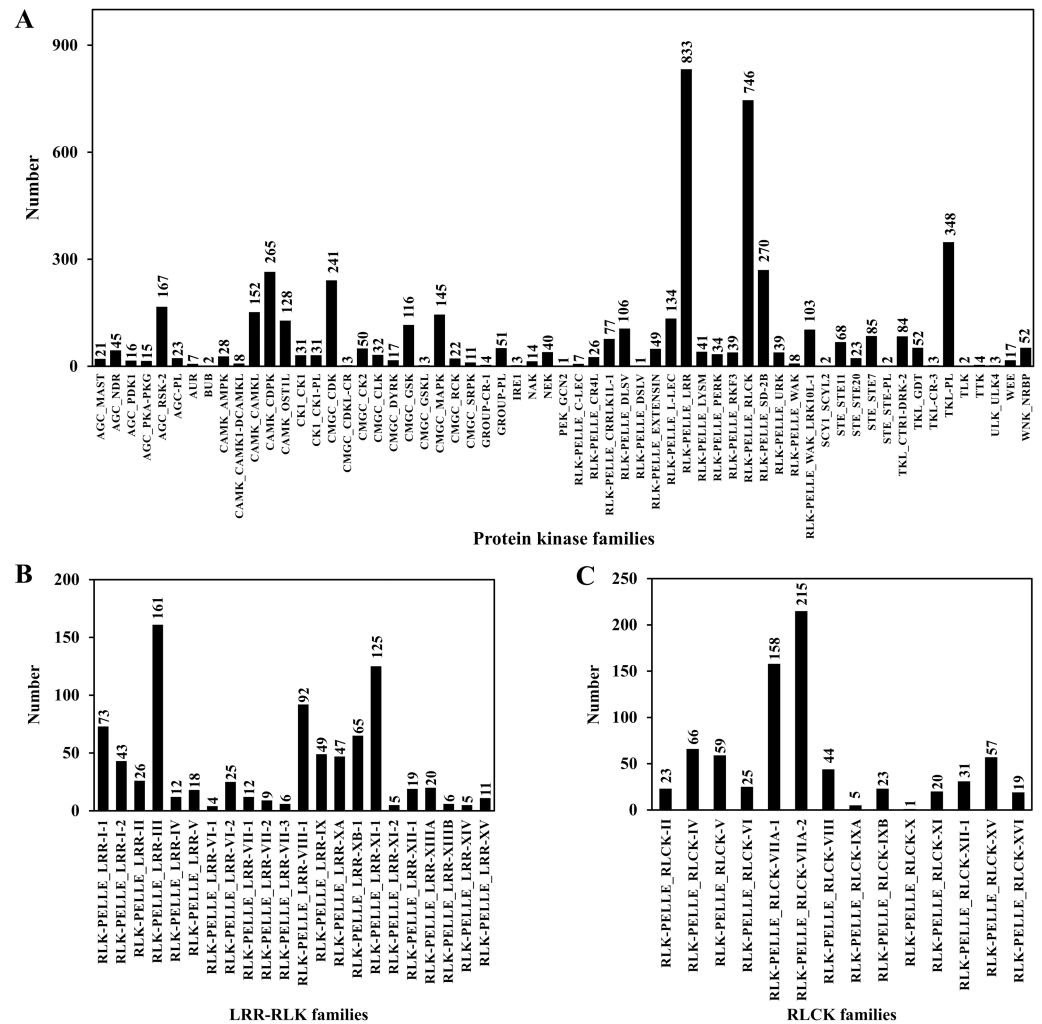 A
Number
900
600
300
0
21
45
16
15
167
23
7
2
28
8
152
265
128
31
31
241
3
50
32
17
116
3
145
22
11
4
51
3
14
40
1
7
26
77
106
1
49
134
833
41
34
39
746
270
39
8
103
2
68
23
85
2
84
52
3
348
2
4
3
17
52
AGC_MAST
AGC_NDR
AGC_PDK1
AGC_PKA-PKG
AGC_RSK-2
AGC-PL
AUR
BUB
CAMK_AMPK
CAMK_CAMK1-DCAMKL
CAMK_CAMKL
CAMK_CDPK
CAMK_OST1L
CK1_CK1
CK1_CK1-PL
CMGC_CDK
CMGC_CDKL-CR
CMGC_CK2
CMGC_CLK
CMGC_DYRK
CMGC_GSK
CMGC_GSKL
CMGC_MAPK
CMGC_RCK
CMGC_SRPK
GROUP-CR-1
GROUP-PL
IRE1
NAK
NEK
PEK_GCN2
RLK-PELLE_C-LEC
RLK-PELLE_CR4L
RLK-PELLE_CRRLK1L-1
RLK-PELLE_DLSV
RLK-PELLE_DSLV
RLK-PELLE_EXTENSIN
RLK-PELLE_L-LEC
RLK-PELLE_LRR
RLK-PELLE_LYSM
RLK-PELLE_PERK
RLK-PELLE_RKF3
RLK-PELLE_RLCK
RLK-PELLE_SD-2B
RLK-PELLE_URK
RLK-PELLE_WAK
RLK-PELLE_WAK_LRK10L-1
SCY1_SCYL2
STE_STE11
STE_STE20
STE_STE7
STE_STE-PL
TKL_CTR1-DRK-2
TKL_GDT
TKL-CR-3
TKL-PL
TLK
TTK
ULK_ULK4
WEE
WNK_NRBP
Protein kinase families
B
Number
200
150
100
50
0
73
43
26
161
12
18
4
25
12
9
6
92
49
47
65
125
5
19
20
6
5
11
RLK-PELLE_LRR-I-1
RLK-PELLE_LRR-I-2
RLK-PELLE_LRR-II
RLK-PELLE_LRR-III
RLK-PELLE_LRR-IV
RLK-PELLE_LRR-V
RLK-PELLE_LRR-VI-1
RLK-PELLE_LRR-VI-2
RLK-PELLE_LRR-VII-1
RLK-PELLE_LRR-VII-2
RLK-PELLE_LRR-VII-3
RLK-PELLE_LRR-VIII-1
RLK-PELLE_LRR-IX
RLK-PELLE_LRR-XA
RLK-PELLE_LRR-XB-1
RLK-PELLE_LRR-XI-1
RLK-PELLE_LRR-XI-2
RLK-PELLE_LRR-XII-1
RLK-PELLE_LRR-XIIIA
RLK-PELLE_LRR-XIIIB
RLK-PELLE_LRR-XIV
RLK-PELLE_LRR-XV
LRR-RLK families
C
Number
250
200
150
100
50
0
23
66
59
25
158
215
44
5
23
1
20
31
57
19
RLK-PELLE_RLCK-II
RLK-PELLE_RLCK-IV
RLK-PELLE_RLCK-V
RLK-PELLE_RLCK-VI
RLK-PELLE_RLCK-VIIA-1
RLK-PELLE_RLCK-VIIA-2
RLK-PELLE_RLCK-VIII
RLK-PELLE_RLCK-IXA
RLK-PELLE_RLCK-IXB
RLK-PELLE_RLCK-X
RLK-PELLE_RLCK-XI
RLK-PELLE_RLCK-XII-1
RLK-PELLE_RLCK-XV
RLK-PELLE_RLCK-XVI
RLCK families